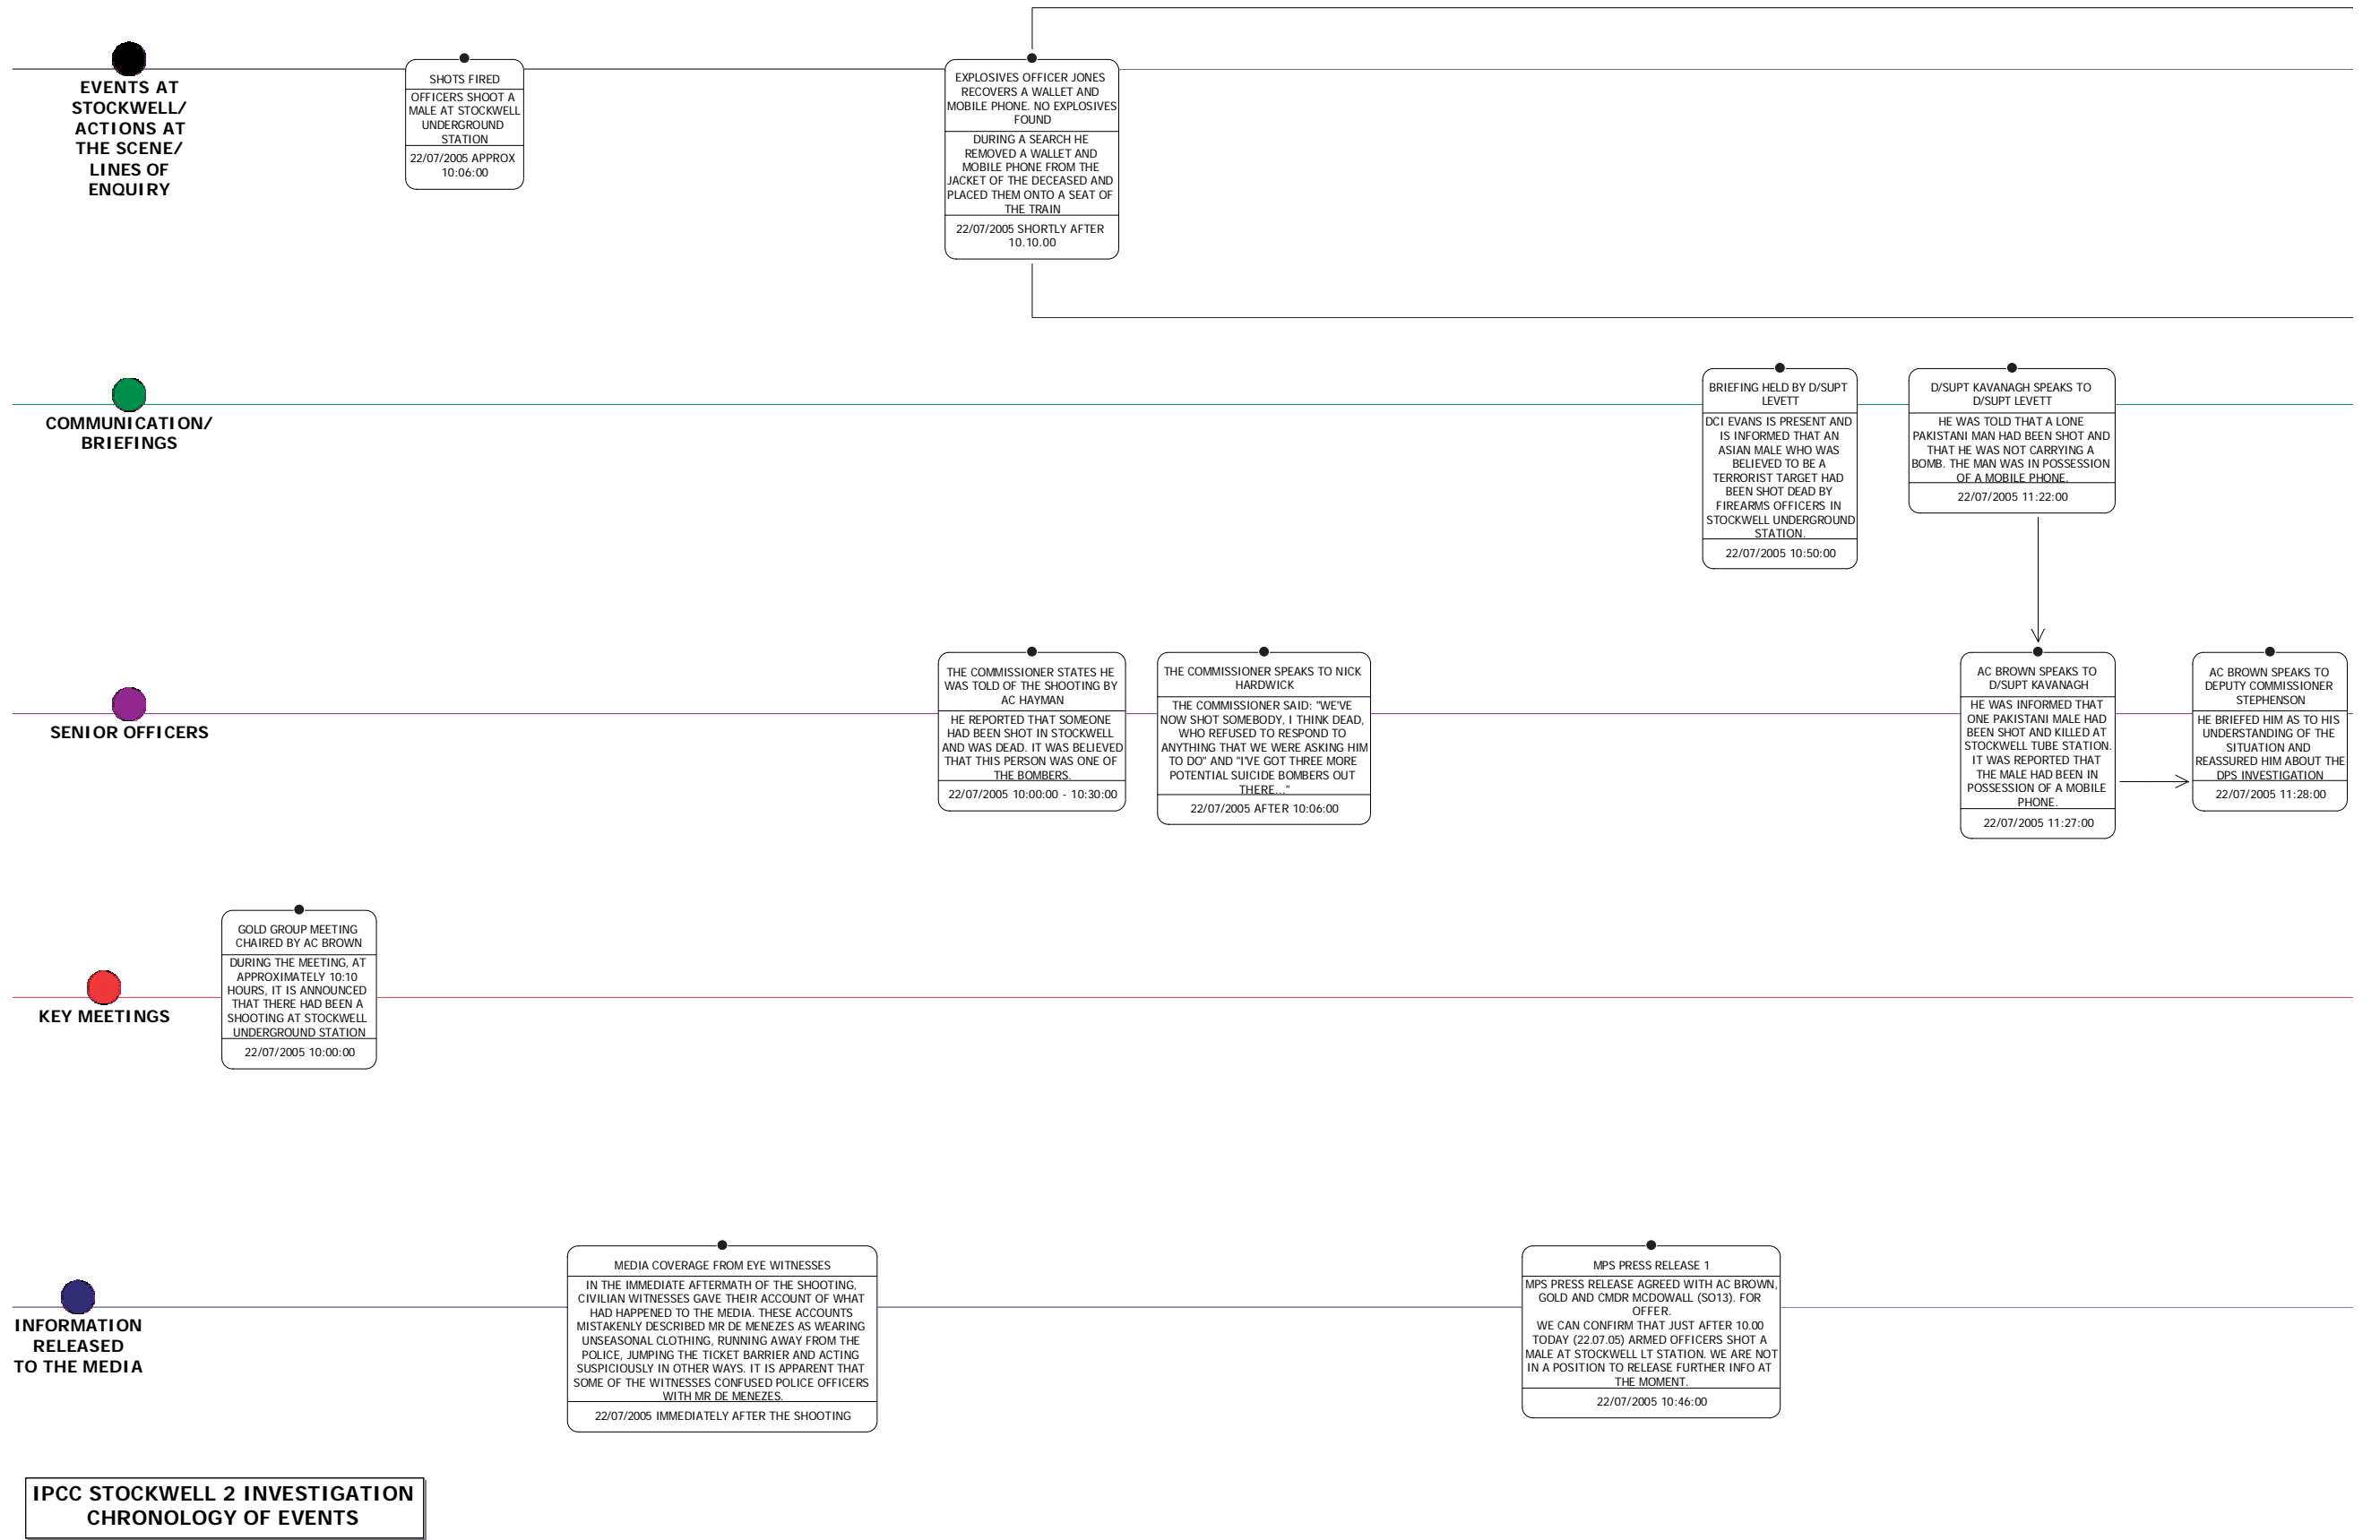 EVENTS AT
STOCKWELL/
ACTIONS AT
THE SCENE/
LINES OF
ENQUIRY
SHOTS FIRED
OFFICERS SHOOT A
MALE AT STOCKWELL
UNDERGROUND
STATION
22/07/2005 APPROX
10:06:00
EXPLOSIVES OFFICER JONES
RECOVERS A WALLET AND
MOBILE PHONE. NO EXPLOSIVES
FOUND
DURING A SEARCH HE
REMOVED A WALLET AND
MOBILE PHONE FROM THE
JACKET OF THE DECEASED AND
PLACED THEM ONTO A SEAT OF
THE TRAIN
22/07/2005 SHORTLY AFTER
10.10.00
COMMUNICATION/
BRIEFINGS
BRIEFING HELD BY D/SUPT
LEVETT
DCI EVANS IS PRESENT AND
IS INFORMED THAT AN
ASIAN MALE WHO WAS
BELIEVED TO BE A
TERRORIST TARGET HAD
BEEN SHOT DEAD BY
FIREARMS OFFICERS IN
STOCKWELL UNDERGROUND
STATION.
22/07/2005 10:50:00
D/SUPT KAVANAGH SPEAKS TO
D/SUPT LEVETT
HE WAS TOLD THAT A LONE
PAKISTANI MAN HAD BEEN SHOT AND
THAT HE WAS NOT CARRYING A
BOMB. THE MAN WAS IN POSSESSION
OF A MOBILE PHONE.
22/07/2005 11:22:00
SENIOR OFFICERS
THE COMMISSIONER STATES HE
WAS TOLD OF THE SHOOTING BY
AC HAYMAN
HE REPORTED THAT SOMEONE
HAD BEEN SHOT IN STOCKWELL
AND WAS DEAD. IT WAS BELIEVED
THAT THIS PERSON WAS ONE OF
THE BOMBERS.
22/07/2005 10:00:00 - 10:30:00
THE COMMISSIONER SPEAKS TO NICK
HARDWICK
THE COMMISSIONER SAID: "WE'VE
NOW SHOT SOMEBODY, I THINK DEAD,
WHO REFUSED TO RESPOND TO
ANYTHING THAT WE WERE ASKING HIM
TO DO" AND "I'VE GOT THREE MORE
POTENTIAL SUICIDE BOMBERS OUT
THERE..."
22/07/2005 AFTER 10:06:00
AC BROWN SPEAKS TO
D/SUPT KAVANAGH
HE WAS INFORMED THAT
ONE PAKISTANI MALE HAD
BEEN SHOT AND KILLED AT
STOCKWELL TUBE STATION.
IT WAS REPORTED THAT
THE MALE HAD BEEN IN
POSSESSION OF A MOBILE
PHONE.
22/07/2005 11:27:00
AC BROWN SPEAKS TO
DEPUTY COMMISSIONER
STEPHENSON
HE BRIEFED HIM AS TO HIS
UNDERSTANDING OF THE
SITUATION AND
REASSURED HIM ABOUT THE
DPS INVESTIGATION
22/07/2005 11:28:00
KEY MEETINGS
GOLD GROUP MEETING
CHAIRED BY AC BROWN
DURING THE MEETING, AT
APPROXIMATELY 10:10
HOURS, IT IS ANNOUNCED
THAT THERE HAD BEEN A
SHOOTING AT STOCKWELL
UNDERGROUND STATION
22/07/2005 10:00:00
INFORMATION
RELEASED
TO THE MEDIA
MEDIA COVERAGE FROM EYE WITNESSES
IN THE IMMEDIATE AFTERMATH OF THE SHOOTING,
CIVILIAN WITNESSES GAVE THEIR ACCOUNT OF WHAT
HAD HAPPENED TO THE MEDIA. THESE ACCOUNTS
MISTAKENLY DESCRIBED MR DE MENEZES AS WEARING
UNSEASONAL CLOTHING, RUNNING AWAY FROM THE
POLICE, JUMPING THE TICKET BARRIER AND ACTING
SUSPICIOUSLY IN OTHER WAYS. IT IS APPARENT THAT
SOME OF THE WITNESSES CONFUSED POLICE OFFICERS
WITH MR DE MENEZES.
22/07/2005 IMMEDIATELY AFTER THE SHOOTING
MPS PRESS RELEASE 1
MPS PRESS RELEASE AGREED WITH AC BROWN,
GOLD AND CMDR MCDOWALL (SO13). FOR
OFFER.
WE CAN CONFIRM THAT JUST AFTER 10.00
TODAY (22.07.05) ARMED OFFICERS SHOT A
MALE AT STOCKWELL LT STATION. WE ARE NOT
IN A POSITION TO RELEASE FURTHER INFO AT
THE MOMENT.
22/07/2005 10:46:00
IPCC STOCKWELL 2 INVESTIGATION
CHRONOLOGY OF EVENTS